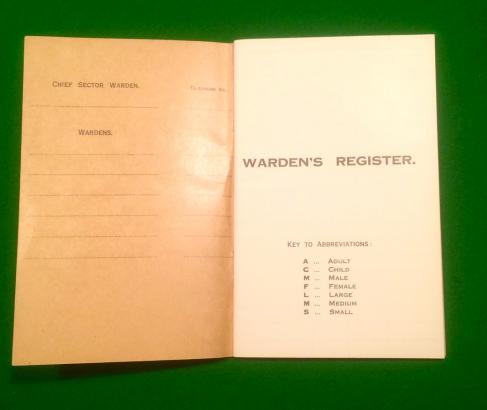 CHIEF SECTOR WARDEN.
TELEPHONE NO.
WARDENS.
WARDEN'S REGISTER.
KEY TO ABBREVIATIONS:
A ... ADULT
C ... CHILD
M ... MALE
F ... FEMALE
L ... LARGE
M ... MEDIUM
S ... SMALL